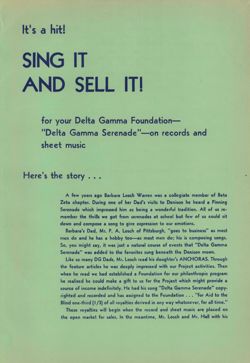 It's a hit!
SING IT
AND SELL IT!
for your Delta Gamma Foundation—
"Delta Gamma Serenade"—on records and
sheet music
Here's the story . . .
A few years ago Barbara Lesch Warren was a collegiate member of Beta
Zeta chapter. During one of her Dad's visits to Denison he heard a Pinning
Serenade which impressed him as being a wonderful tradition. All of us re-
member the thrills we got from serenades at school but few of us could sit
down and compose a song to give expression to our emotions.
Barbara's Dad, Mr. F. A. Lesch of Pittsburgh, "goes to business" as most
men do and he has a hobby too—as most men do; his is composing songs.
So, you might say, it was just a natural course of events that "Delta Gamma
Serenade" was added to the favorites sung beneath the Denison moon.
Like so many DG Dads, Mr. Lesch read his daughter's ANCHORAS. Through
the feature articles he was deeply impressed with our Project activities. Then
when he read we had established a Foundation for our philanthropic program
he realized he could make a gift to us for the Project which might provide a
source of income indefinitely. He had his song "Delta Gamma Serenade" copy-
righted and recorded and has assigned to the Foundation . . . "for Aid to the
Blind one-third (1/3) of all royalties derived in any way whatsoever, for all time."
These royalties will begin when the record and sheet music are placed on
the open market for sales. In the meantime, Mr. Lesch and Mr. Hall with his